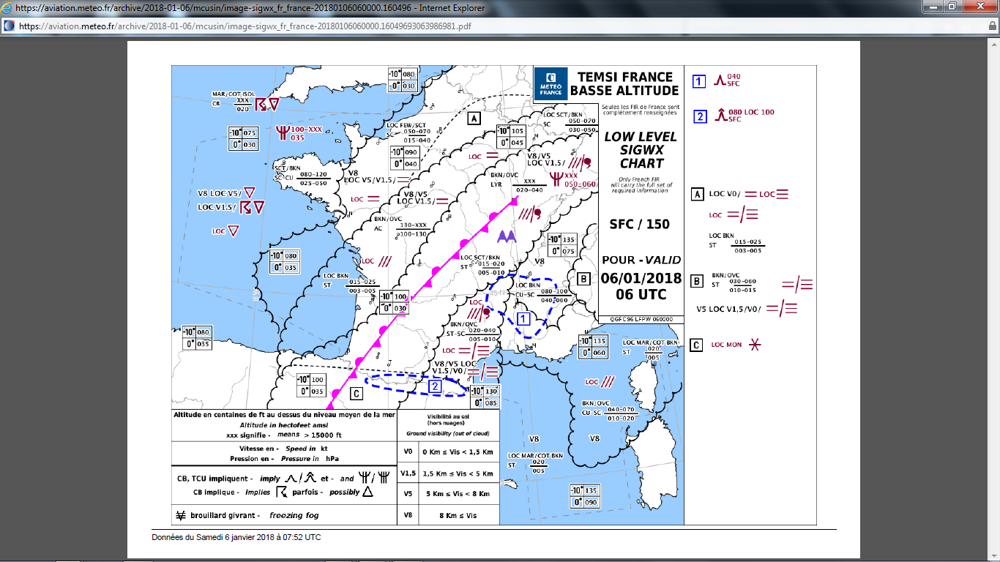 https://aviation.meteo.fr/archive/2018-01-06/mcusin/image-sigwx_fr_france-20180106060000.160496 - Internet Explorer
https://aviation.meteo.fr/archive/2018-01-06/mcusin/image-sigwx_fr_france-20180106060000.16049693063986981.pdf
METEO
FRANCE
TEMSI FRANCE
BASSE ALTITUDE
Seules les FIR de France sont
complètement renseignées
LOW LEVEL
SIGWX
CHART
Only French FIR
will carry the full set of
required information
SFC / 150
POUR - VALID
06/01/2018
06 UTC
QGFC96 LFPW 060000
1 040
SFC
2 080 LOC 100
SFC
A LOC V0/ LOC
LOC
LOC BKN
ST 015-025
003-005
B BKN/OVC
ST 030-060
010-015
V5 LOC V1,5/V0/
C LOC MON
-10° 080
0° 030
MAR/COT ISOL
CB XXX
020
-10° 075
0° 030
100-XXX
035
A
LOC FEW/SCT
SC 050-070
015-040
-10° 090
0° 040
-10° 105
0° 045
LOC SCT/BKN
SC 050-070
030-050
SCT/BKN
SC-CU 080-120
025-050
V8
LOC V5/V1.5/
LOC
V8/V5
LOC V1,5/
BKN/OVC
LYR XXX
020-040
XXX
050-060
V8 LOC V5/
LOC V1.5/
LOC
LOC
V8/V5
LOC V1.5/
BKN/OVC
AC 130-XXX
100-130
-10° 135
0° 075
V8
-10° 080
0° 035
LOC
LOC BKN
ST 015-025
003-005
LOC SCT/BKN
ST 015-020
005-010
B
-10° 100
0° 030
LOC BKN
CU-SC 080-100
040-060
1
LOC
BKN/OVC
ST-SC 020-040
005-010
LOC
-10° 080
0° 035
-10° 135
0° 060
LOC MAR/COT BKN
ST 020
005
V8/V5 LOC
V1.5/V0/
-10° 100
0° 035
C
2
-10° 130
0° 085
LOC
BKN/OVC
CU-SC 040-070
010-020
V8
V8
LOC MAR/COT BKN
ST 020
005
-10° 135
0° 090
Altitude en centaines de ft au dessus du niveau moyen de la mer
Altitude in hectofeet amsl
xxx signifie - means > 15000 ft
Vitesse en - Speed in kt
Pression en - Pressure in hPa
CB, TCU impliquent - imply / et - and /
CB implique - implies parfois - possibly
brouillard givrant - freezing fog
Visibilité au sol
(hors nuages)
Ground visibility (out of cloud)
V0 0 Km ≤ Vis < 1,5 Km
V1,5 1,5 Km ≤ Vis < 5 Km
V5 5 Km ≤ Vis < 8 Km
V8 8 Km ≤ Vis
Données du Samedi 6 janvier 2018 à 07:52 UTC